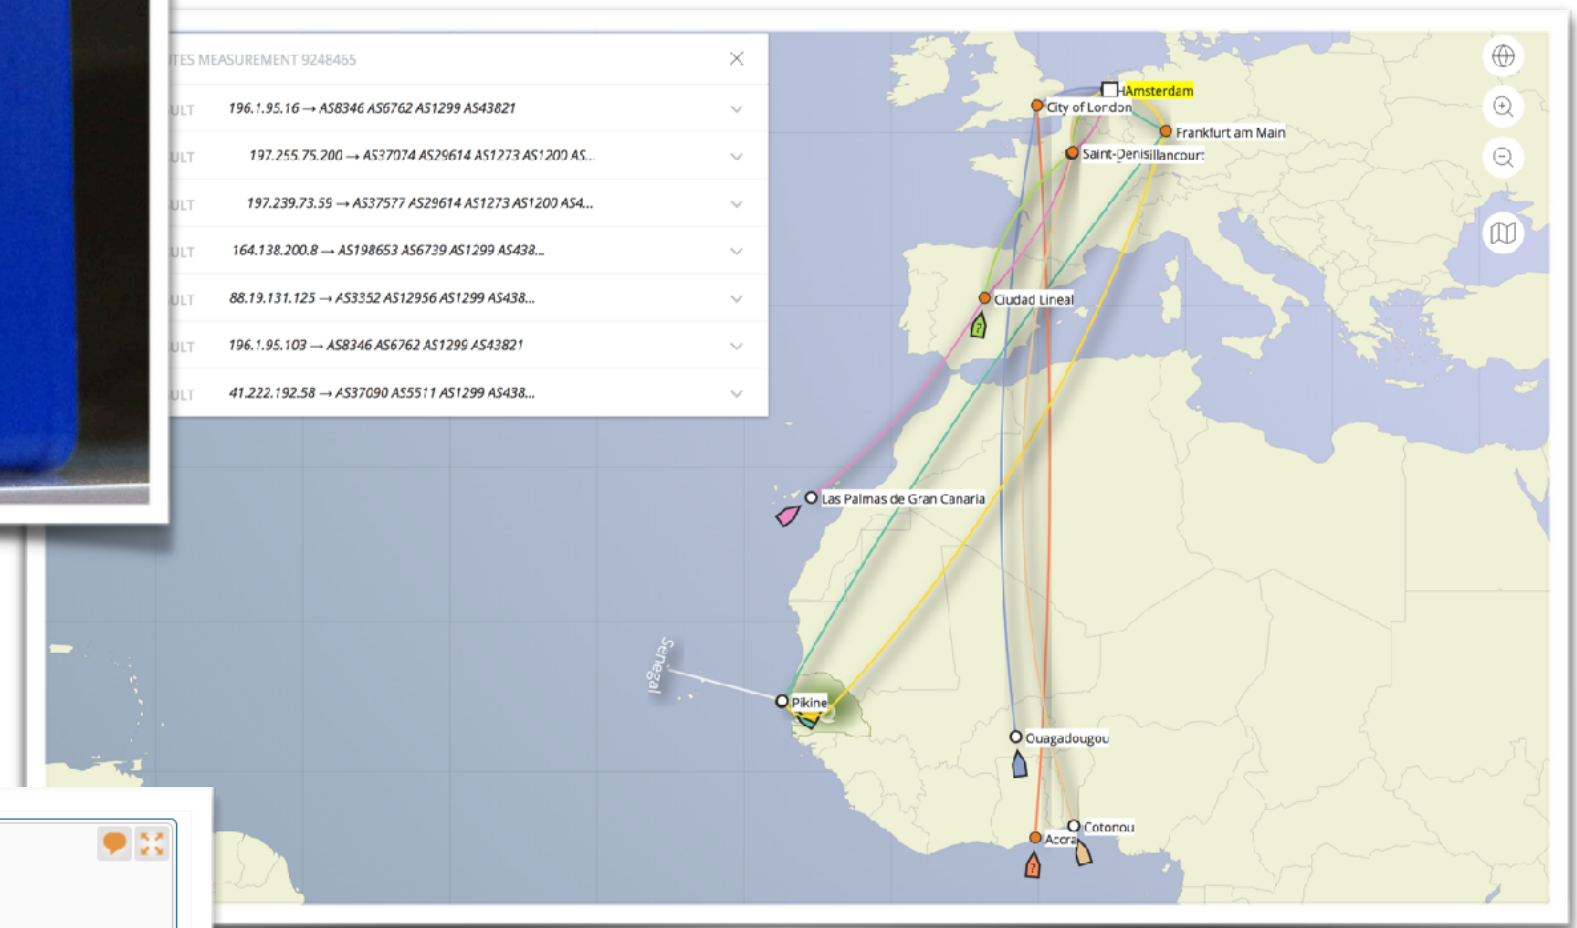 TES MEASUREMENT 9248465
ULT 196.1.95.16 → AS8346 AS6762 AS1299 AS43821
ULT 197.255.75.200 → AS37074 AS29614 AS1273 AS1200 AS...
ULT 197.239.73.59 → AS37577 AS29614 AS1273 AS1200 AS4...
ULT 164.138.200.8 → AS198653 AS6739 AS1299 AS438...
ULT 88.19.131.125 → AS3352 AS12956 AS1299 AS438...
ULT 196.1.95.103 → AS8346 AS6762 AS1299 AS43821
ULT 41.222.192.58 → AS37090 AS5511 AS1299 AS438...
HAmsterdam
City of London
Frankfurt am Main
Saint-Denisillancourt
Ciudad Lineal
?
Las Palmas de Gran Canaria
Senegal
Pikine
Ouagadougou
Cotonou
Accra
?